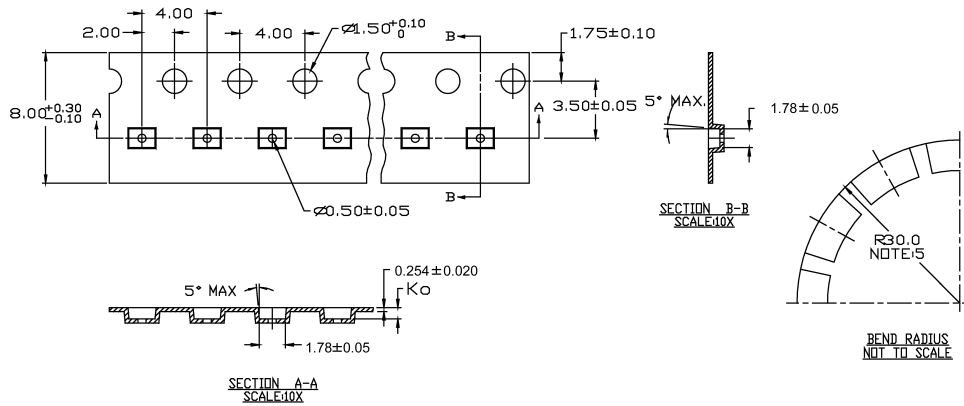 4.00
2.00
4.00
Ø1.50 +0.10 0
B
1.75±0.10
8.00 +0.30 -0.10
A
A
3.50±0.05
B
Ø0.50±0.05
5° MAX.
1.78±0.05
SECTION B-B
SCALE:10X
R30.0
NOTE:5
BEND RADIUS
NOT TO SCALE
5° MAX
0.254±0.020
Ko
1.78±0.05
SECTION A-A
SCALE:10X